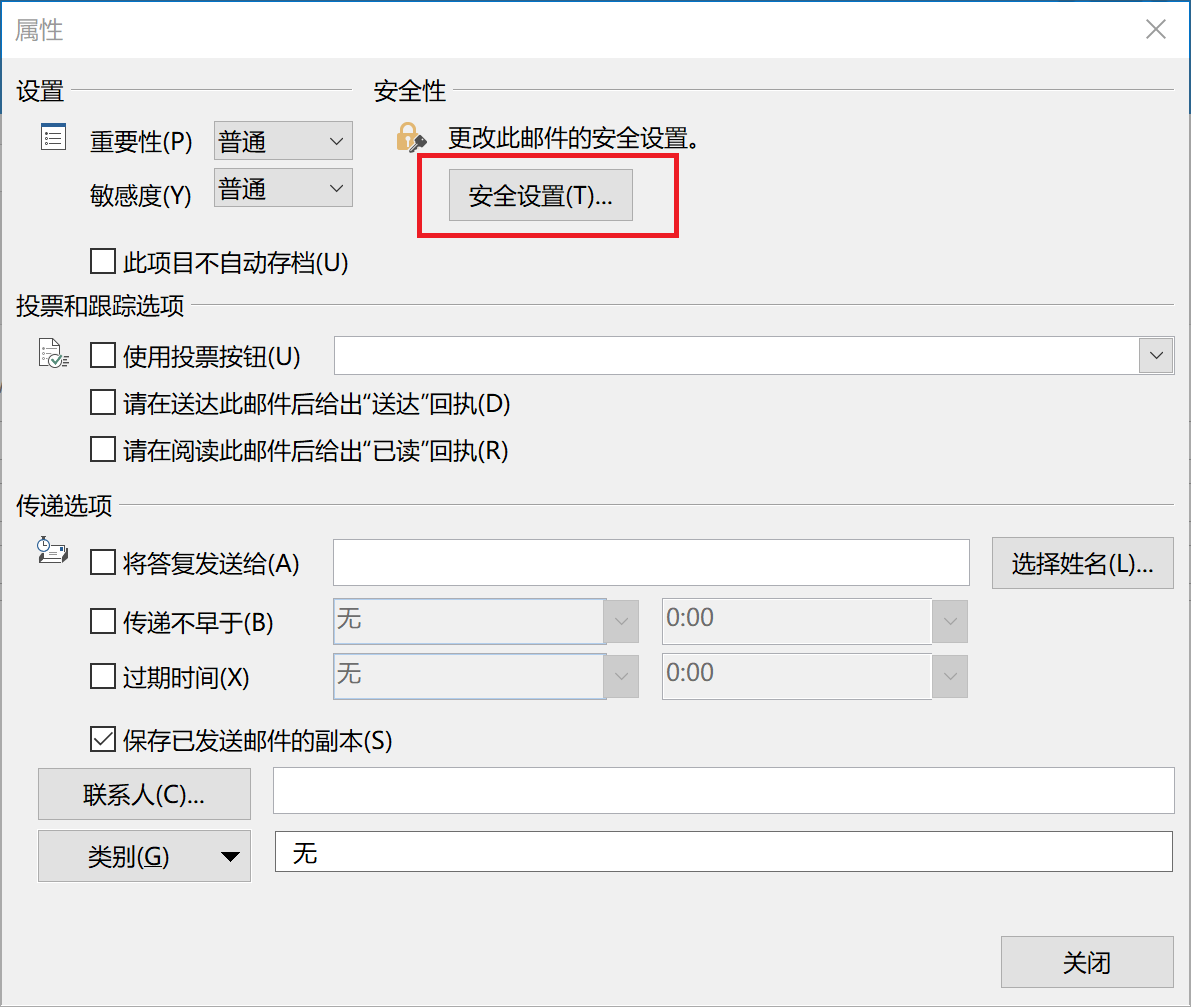 属性
设置
安全性
重要性(P) 普通
更改此邮件的安全设置。
敏感度(Y) 普通
安全设置(T)...
此项目不自动存档(U)
投票和跟踪选项
使用投票按钮(U)
请在送达此邮件后给出“送达”回执(D)
请在阅读此邮件后给出“已读”回执(R)
传递选项
将答复发送给(A) 选择姓名(L)...
传递不早于(B) 无 0:00
过期时间(X) 无 0:00
保存已发送邮件的副本(S)
联系人(C)...
类别(G) 无
关闭